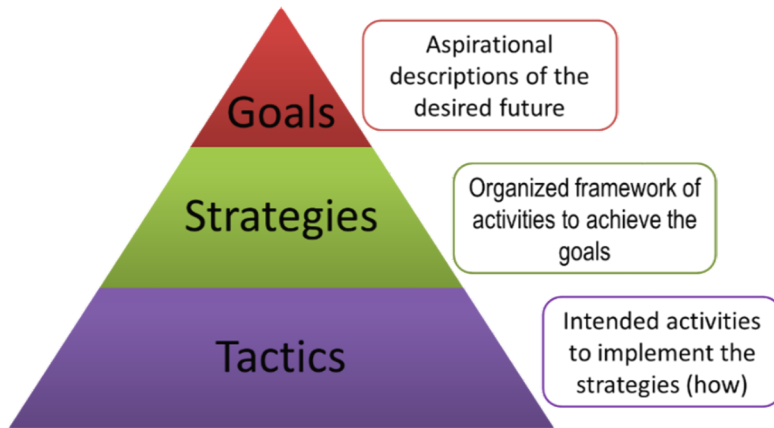 Goals
Aspirational
descriptions of the
desired future
Strategies
Organized framework of
activities to achieve the
goals
Tactics
Intended activities
to implement the
strategies (how)